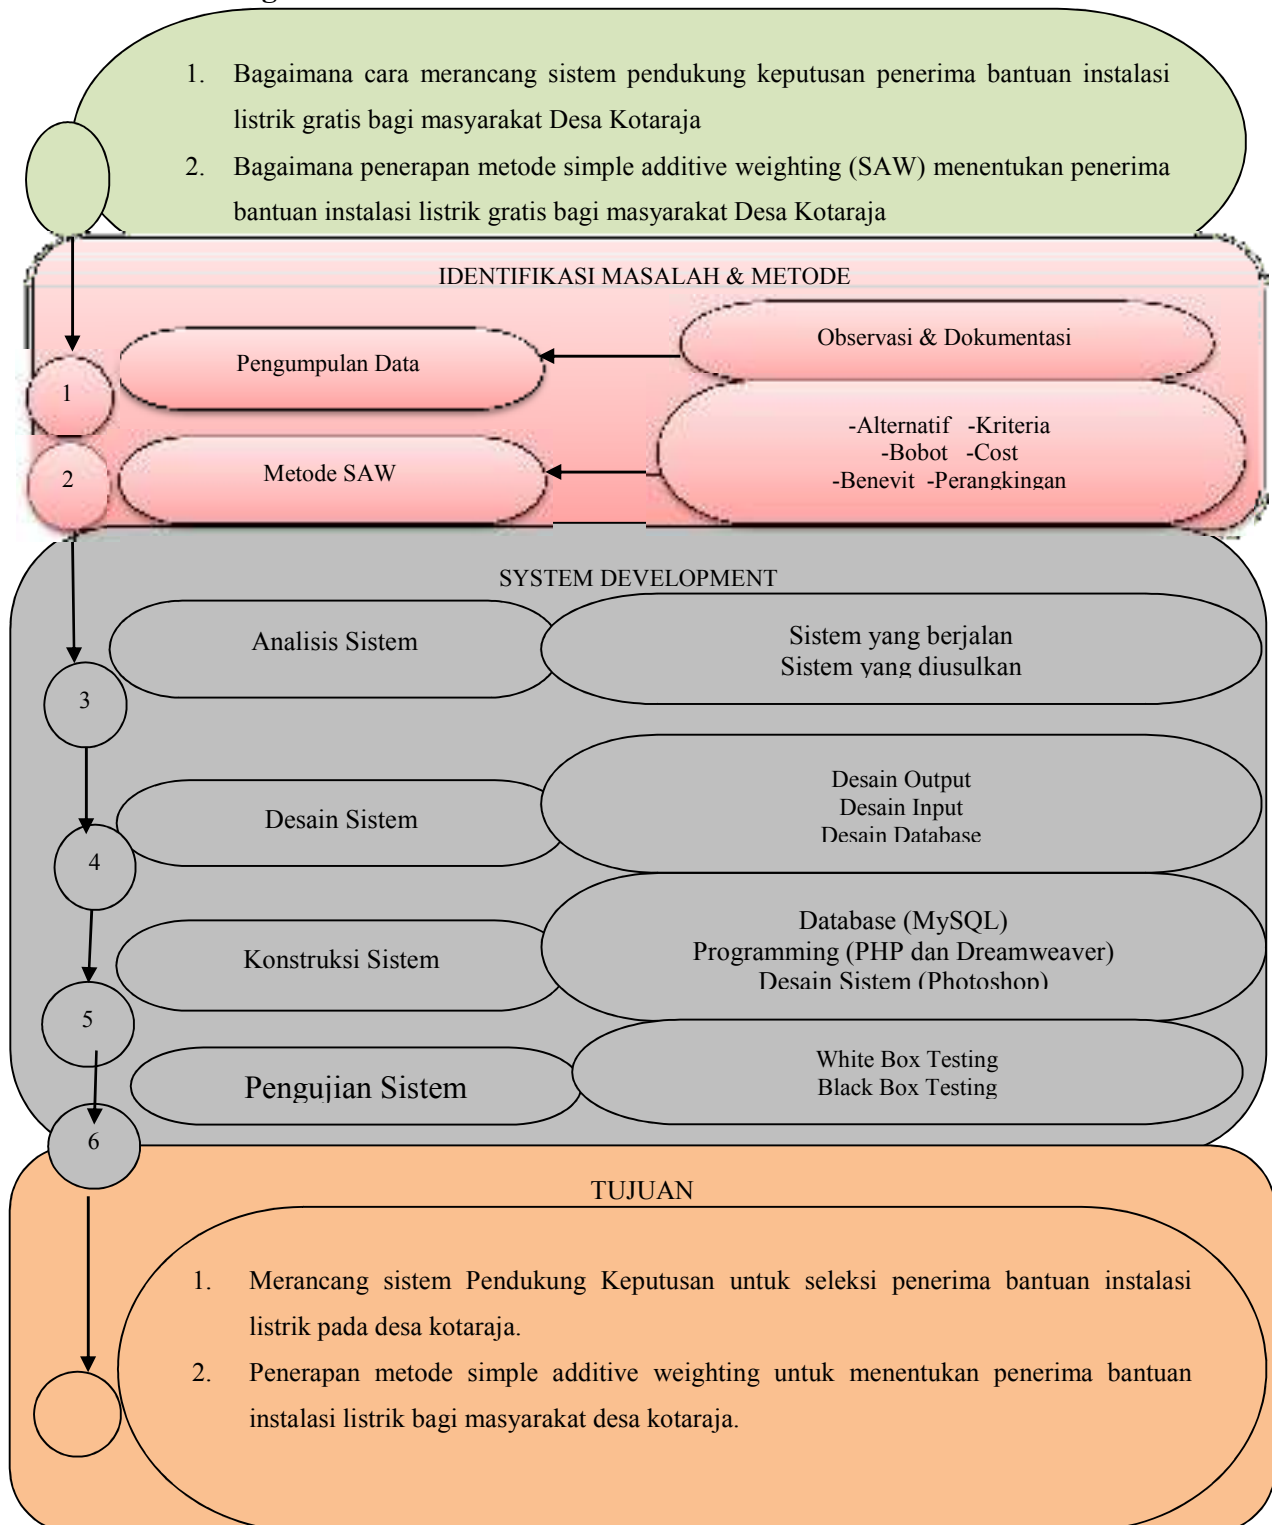 1. Bagaimana cara merancang sistem pendukung keputusan penerima bantuan instalasi
listrik gratis bagi masyarakat Desa Kotaraja
2. Bagaimana penerapan metode simple additive weighting (SAW) menentukan penerima
bantuan instalasi listrik gratis bagi masyarakat Desa Kotaraja
IDENTIFIKASI MASALAH & METODE
1
Pengumpulan Data
Observasi & Dokumentasi
2
Metode SAW
-Alternatif -Kriteria
-Bobot -Cost
-Benevit -Perangkingan
SYSTEM DEVELOPMENT
3
Analisis Sistem
Sistem yang berjalan
Sistem yang diusulkan
4
Desain Sistem
Desain Output
Desain Input
Desain Database
5
Konstruksi Sistem
Database (MySQL)
Programming (PHP dan Dreamweaver)
Desain Sistem (Photoshop)
6
Pengujian Sistem
White Box Testing
Black Box Testing
TUJUAN
1. Merancang sistem Pendukung Keputusan untuk seleksi penerima bantuan instalasi
listrik pada desa kotaraja.
2. Penerapan metode simple additive weighting untuk menentukan penerima bantuan
instalasi listrik bagi masyarakat desa kotaraja.